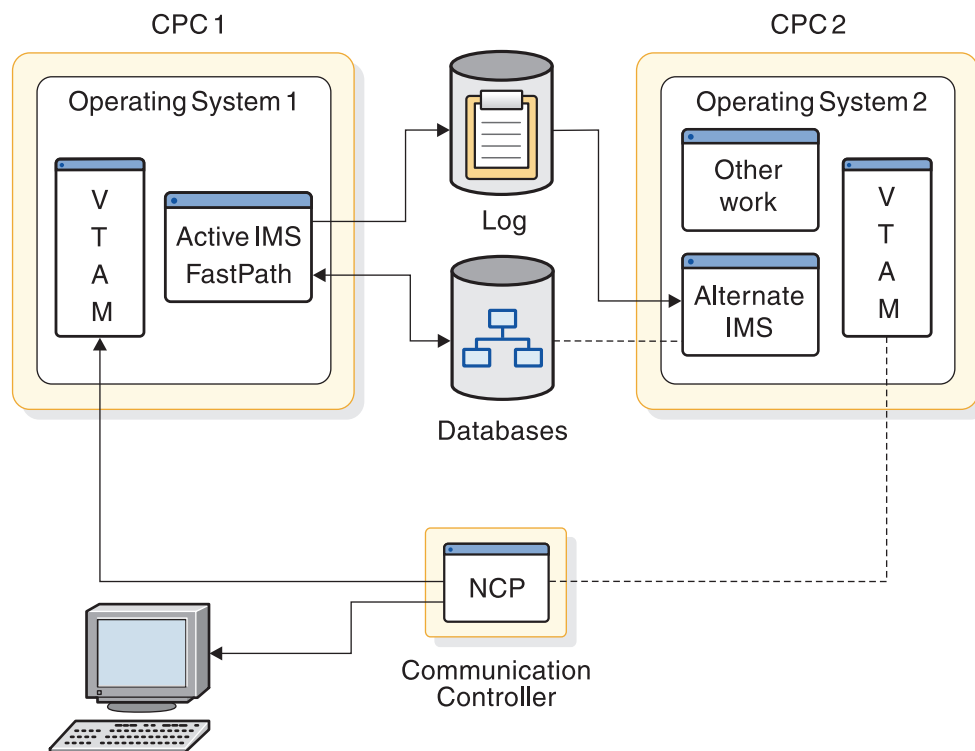 CPC 1
CPC 2
Operating System 1
Operating System 2
V
T
A
M
Active IMS
FastPath
Log
Databases
Other
work
Alternate
IMS
V
T
A
M
NCP
Communication
Controller